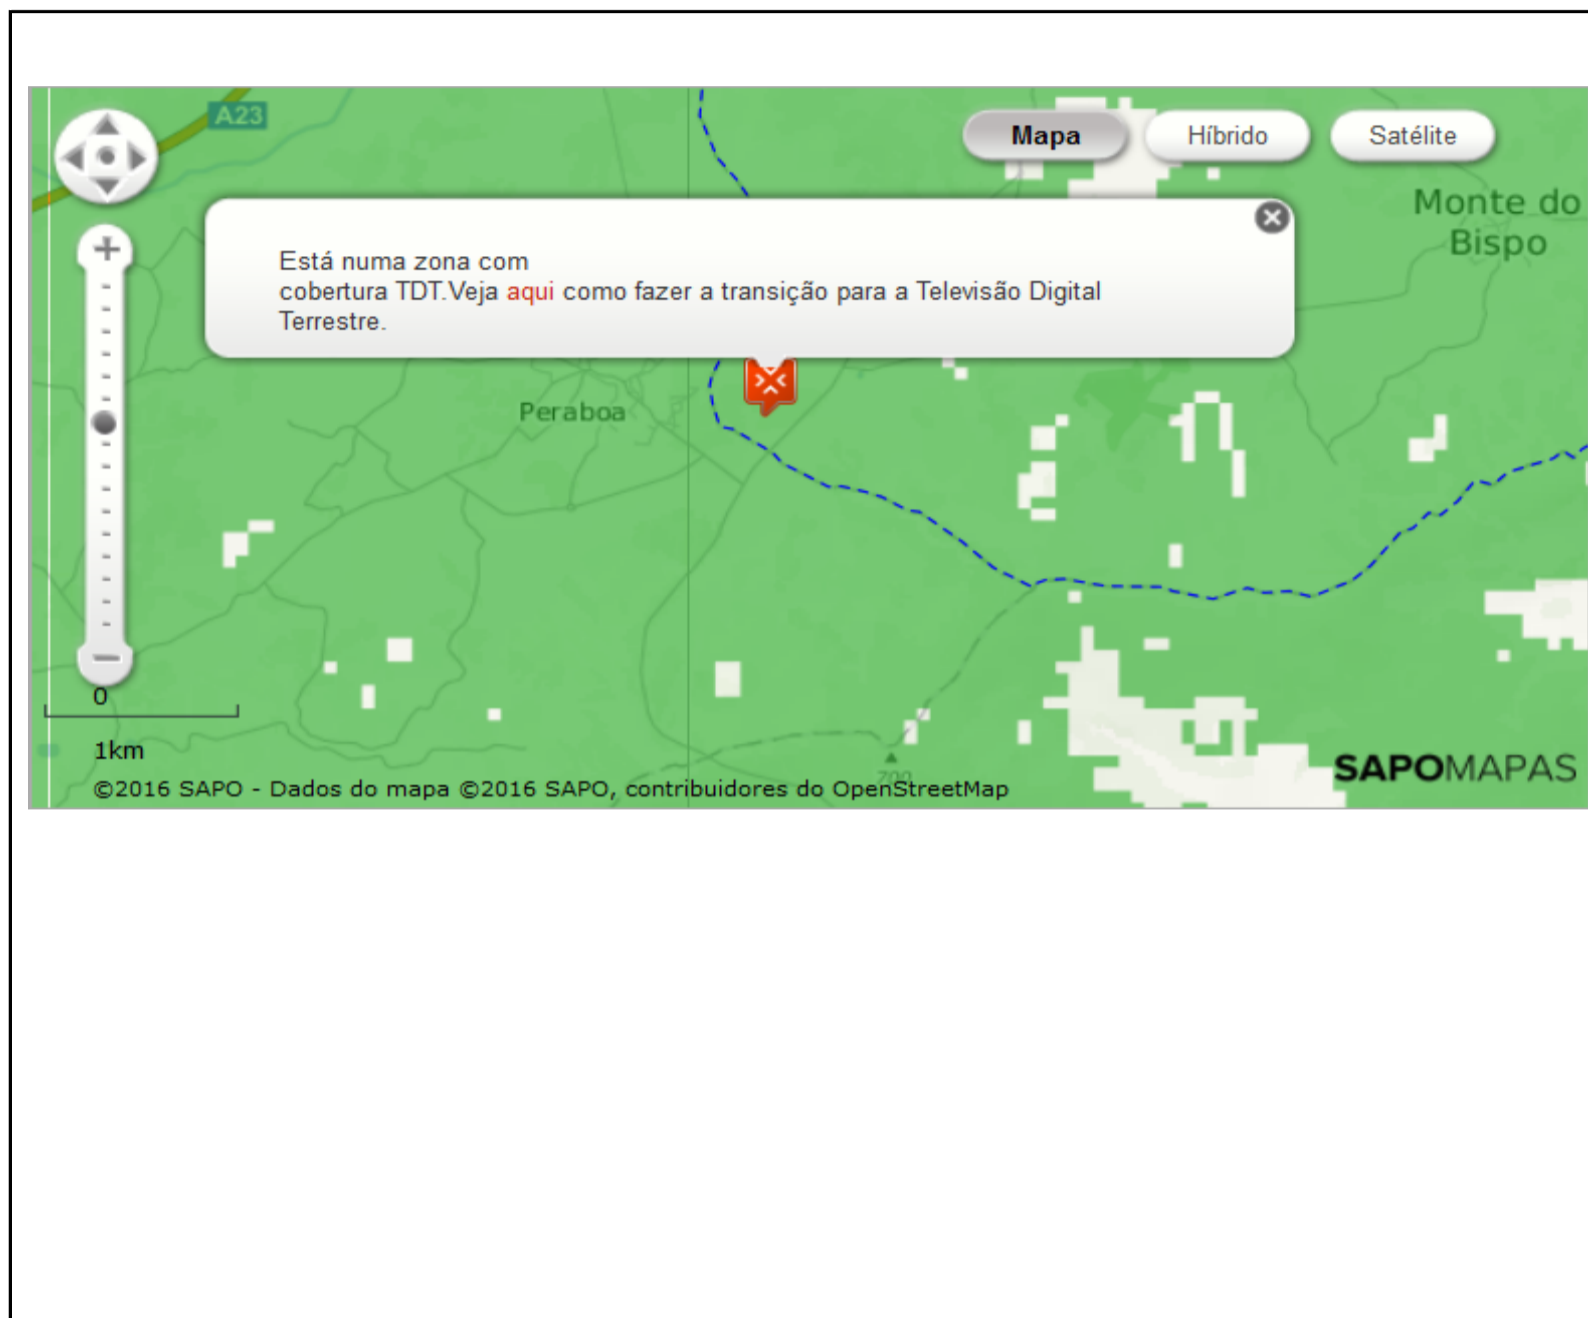 A23
Mapa
Híbrido
Satélite
Monte do
Bispo
Está numa zona com
cobertura TDT.Veja aqui como fazer a transição para a Televisão Digital
Terrestre.
Peraboa
0
1km
700
SAPOMAPAS
©2016 SAPO - Dados do mapa ©2016 SAPO, contribuidores do OpenStreetMap